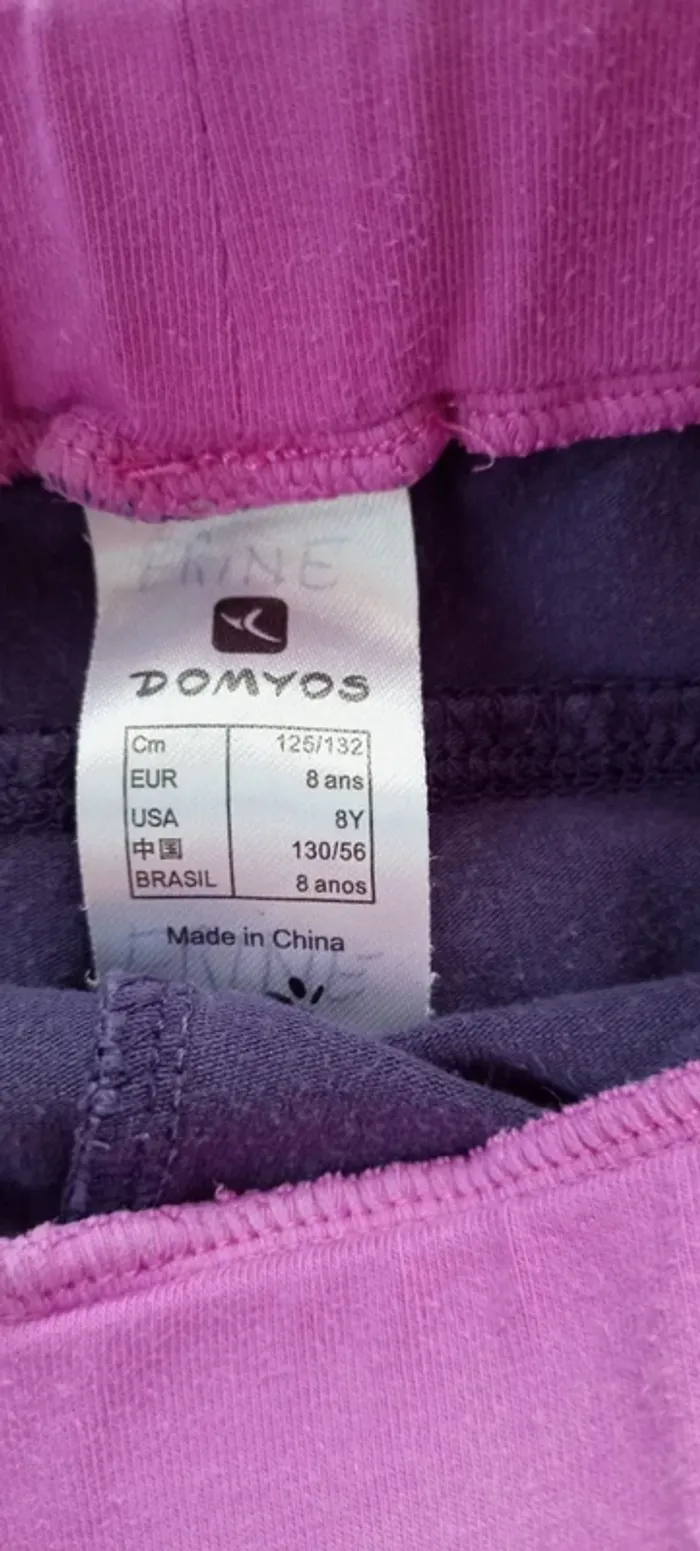 DOMYOS
Cm 125/132
EUR 8 ans
USA 8Y
中国 130/56
BRASIL 8 anos
Made in China